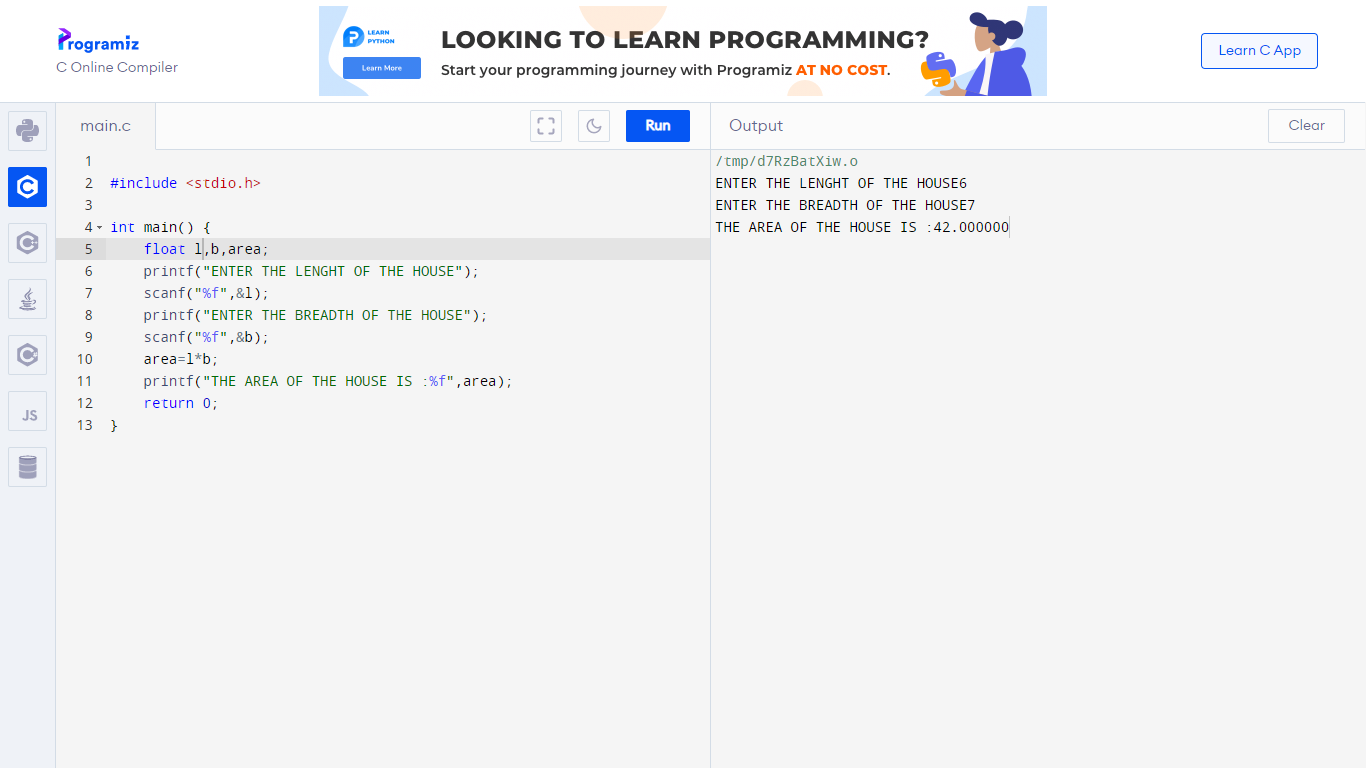 Programiz
C Online Compiler
LEARN
PYTHON
Learn More
LOOKING TO LEARN PROGRAMMING?
Start your programming journey with Programiz AT NO COST.
Learn C App
main.c
Run
Output
Clear
1
2 #include <stdio.h>
3
4 int main() {
5 float l,b,area;
6 printf("ENTER THE LENGHT OF THE HOUSE");
7 scanf("%f",&l);
8 printf("ENTER THE BREADTH OF THE HOUSE");
9 scanf("%f",&b);
10 area=l*b;
11 printf("THE AREA OF THE HOUSE IS :%f",area);
12 return 0;
13 }
/tmp/d7RzBatXiw.o
ENTER THE LENGHT OF THE HOUSE6
ENTER THE BREADTH OF THE HOUSE7
THE AREA OF THE HOUSE IS :42.000000
C
C++
C#
JS